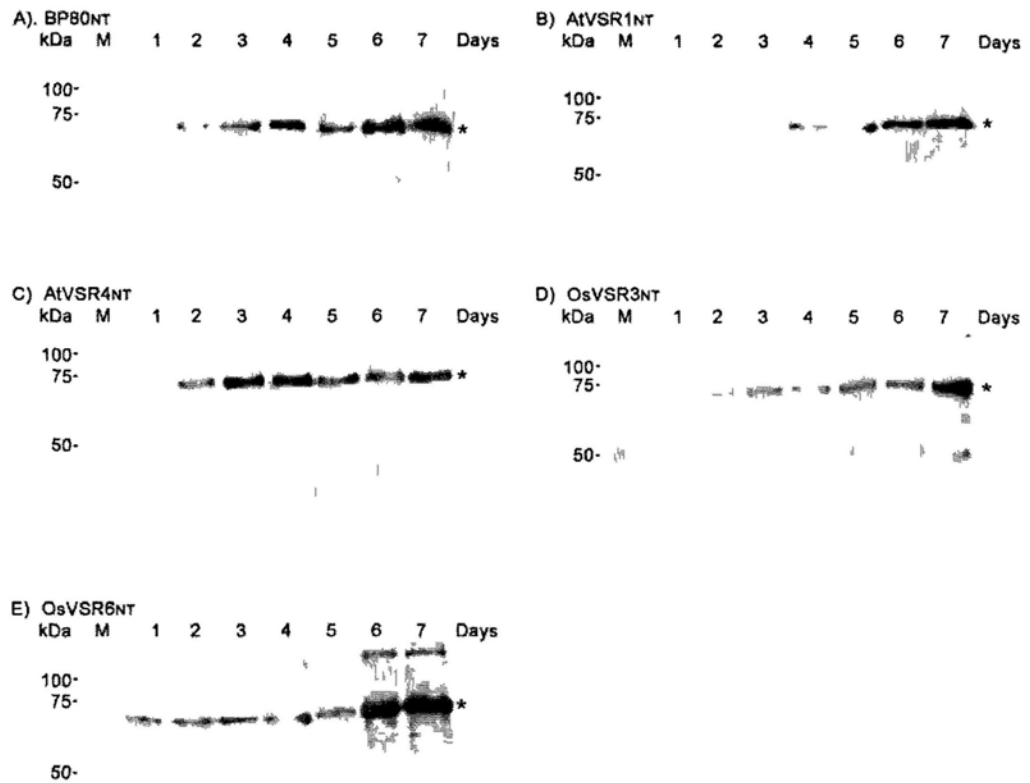 A). BP80NT
kDa M 1 2 3 4 5 6 7 Days
100-
75-
*
50-
B) AtVSR1NT
kDa M 1 2 3 4 5 6 7 Days
100-
75-
*
50-
C) AtVSR4NT
kDa M 1 2 3 4 5 6 7 Days
100-
75-
*
50-
D) OsVSR3NT
kDa M 1 2 3 4 5 6 7 Days
100-
75-
*
50-
E) OsVSR6NT
kDa M 1 2 3 4 5 6 7 Days
100-
75-
*
50-